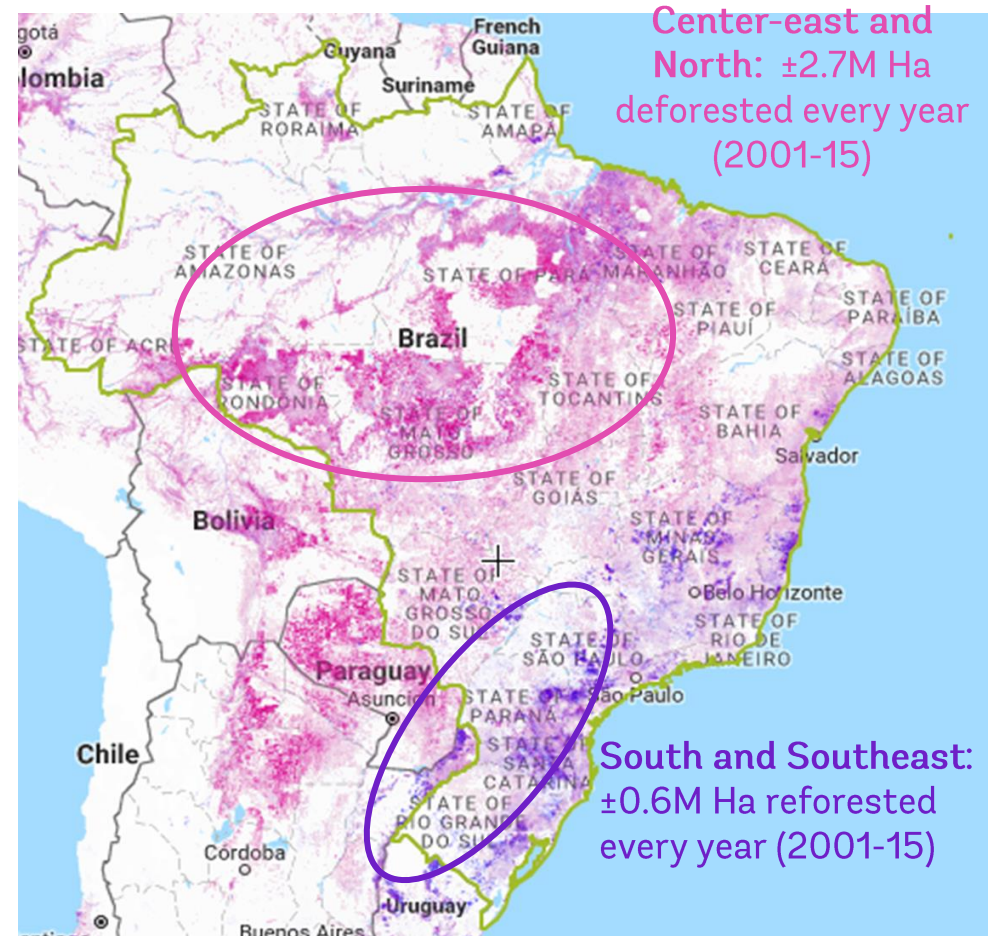 Center-east and
North: ±2.7M Ha
deforested every year
(2001-15)
gotá
lombia
French
Guiana
Guyana
Suriname
STATE OF
RORAIMA
STATE OF
AMAPÁ
STATE OF
AMAZONAS
STATE OF PARÁ
STATE OF
MARANHÃO
STATE OF
CEARÁ
STATE OF
PIAUÍ
STATE OF
PARAÍBA
STATE OF ACRE
Brazil
STATE OF
ALAGOAS
STATE OF
RONDÔNIA
STATE OF
MATO
GROSSO
STATE OF
TOCANTINS
STATE OF
BAHIA
Salvador
STATE OF
GOIÁS
Bolivia
STATE OF
MINAS
GERAIS
STATE OF
MATO
GROSSO
DO SUL
Belo Horizonte
STATE OF
RIO DE
JANEIRO
STATE OF
SÃO PAULO
São Paulo
Paraguay
Asuncion
STATE OF
PARANÁ
STATE OF
SANTA
CATARINA
Chile
South and Southeast:
±0.6M Ha reforested
every year (2001-15)
STATE OF
RIO GRANDE
DO SUL
Córdoba
Uruguay
Buenos Aires